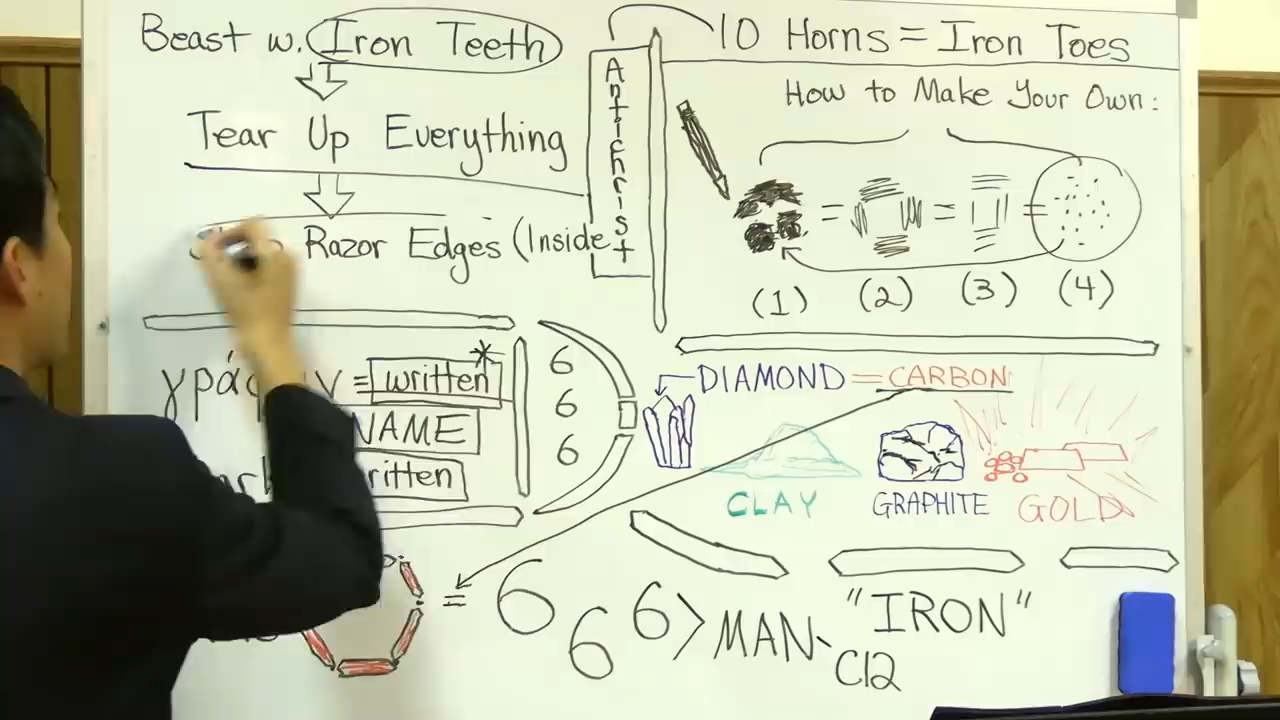 Beast w. Iron Teeth
Tear Up Everything
Razor Edges (Inside
Antichrist
10 Horns = Iron Toes
How to Make Your Own:
= = =
(1) (2) (3) (4)
= written*
NAME
ritten
6
6
6
DIAMOND = CARBON
CLAY
GRAPHITE
GOLD
= 6 6 6 > MAN
"IRON"
C12